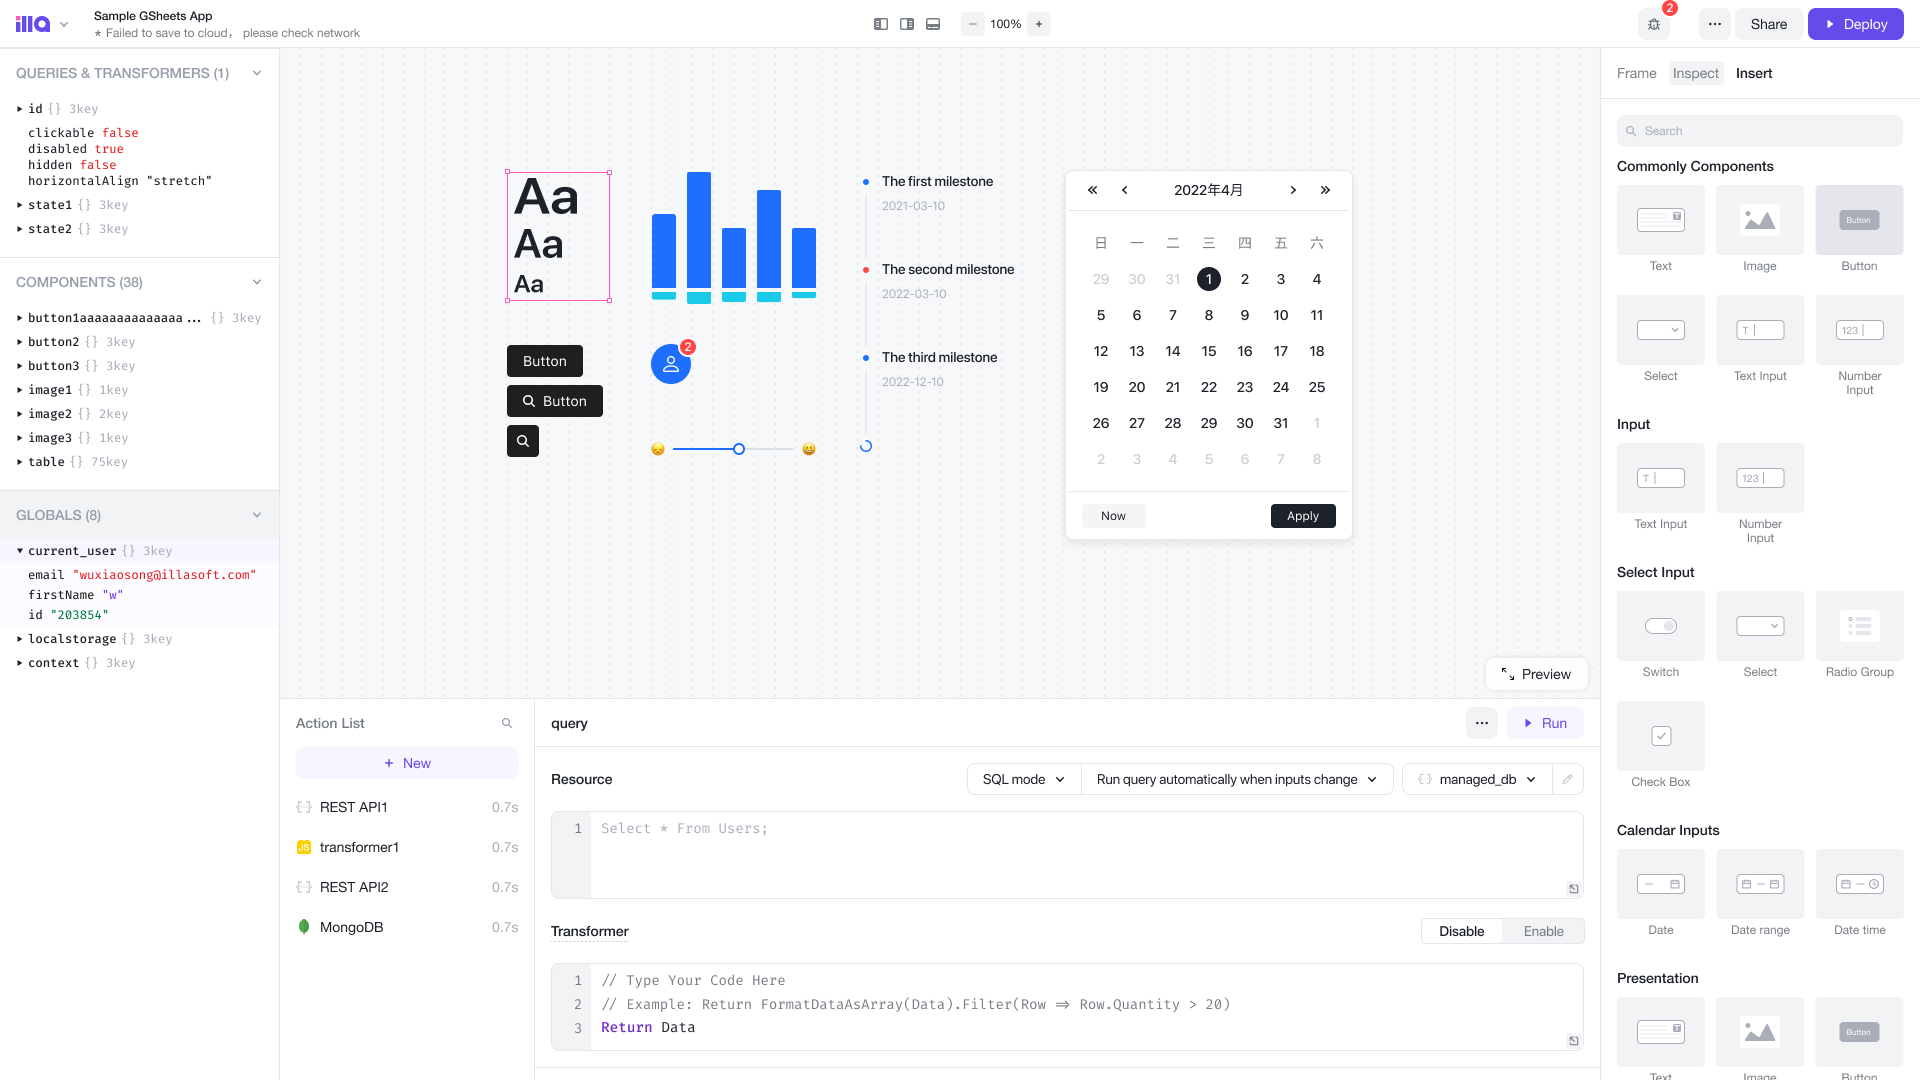 illa
Sample GSheets App
* Failed to save to cloud， please check network
100%
2
Share
Deploy
QUERIES & TRANSFORMERS (1)
id {} 3key
clickable false
disabled true
hidden false
horizontalAlign "stretch"
state1 {} 3key
state2 {} 3key
COMPONENTS (38)
button1aaaaaaaaaaaaaa... {} 3key
button2 {} 3key
button3 {} 3key
image1 {} 1key
image2 {} 2key
image3 {} 1key
table {} 75key
GLOBALS (8)
current_user {} 3key
email "wuxiaosong@illasoft.com"
firstName "w"
id "203854"
localstorage {} 3key
context {} 3key
Aa
Aa
Aa
Button
Button
2
The first milestone
2021-03-10
The second milestone
2022-03-10
The third milestone
2022-12-10
2022年4月
日 一 二 三 四 五 六
29 30 31 1 2 3 4
5 6 7 8 9 10 11
12 13 14 15 16 17 18
19 20 21 22 23 24 25
26 27 28 29 30 31 1
2 3 4 5 6 7 8
Now
Apply
Preview
Action List
+ New
REST API1 0.7s
JS transformer1 0.7s
REST API2 0.7s
MongoDB 0.7s
query
Run
Resource
SQL mode
Run query automatically when inputs change
{} managed_db
1 Select * From Users;
Transformer
Disable Enable
1 // Type Your Code Here
2 // Example: Return FormatDataAsArray(Data).Filter(Row => Row.Quantity > 20)
3 Return Data
Frame Inspect Insert
Search
Commonly Components
T
Button
Text Image Button
T
123
Select Text Input Number
Input
Input
T
123
Text Input Number
Input
Select Input
Switch Select Radio Group
Check Box
Calendar Inputs
Date Date range Date time
Presentation
T
Button
Text Image Button